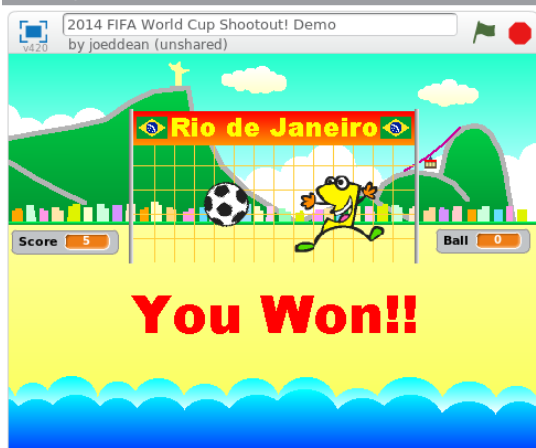 2014 FIFA World Cup Shootout! Demo
v420
by joeddean (unshared)
Rio de Janeiro
Score 5
Ball 0
You Won!!